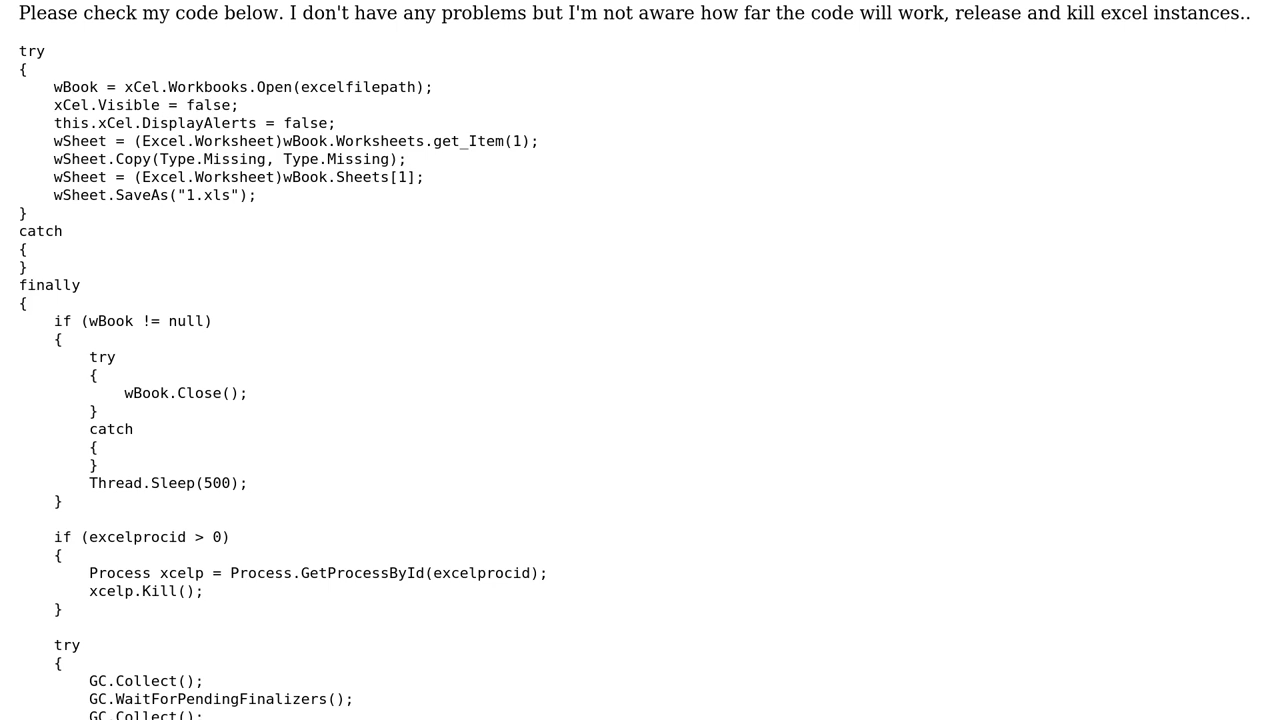 Please check my code below. I don't have any problems but I'm not aware how far the code will work, release and kill excel instances..
try
{
    wBook = xCel.Workbooks.Open(excelfilepath);
    xCel.Visible = false;
    this.xCel.DisplayAlerts = false;
    wSheet = (Excel.Worksheet)wBook.Worksheets.get_Item(1);
    wSheet.Copy(Type.Missing, Type.Missing);
    wSheet = (Excel.Worksheet)wBook.Sheets[1];
    wSheet.SaveAs("1.xls");
}
catch
{
}
finally
{
    if (wBook != null)
    {
        try
        {
            wBook.Close();
        }
        catch
        {
        }
        Thread.Sleep(500);
    }
    if (excelprocid > 0)
    {
        Process xcelp = Process.GetProcessById(excelprocid);
        xcelp.Kill();
    }
    try
    {
        GC.Collect();
        GC.WaitForPendingFinalizers();
        GC.Collect();